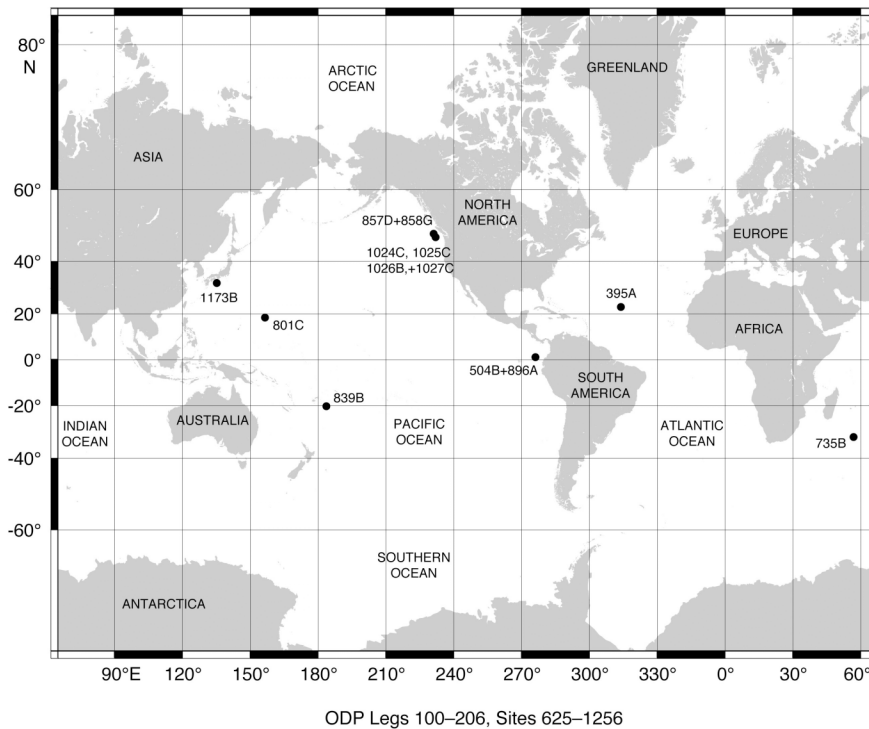 80°
N
ARCTIC
OCEAN
GREENLAND
ASIA
60°
NORTH
AMERICA
857D+858G
EUROPE
1024C, 1025C
1026B,+1027C
40°
1173B
395A
20°
801C
AFRICA
0°
504B+896A
SOUTH
AMERICA
839B
-20°
INDIAN
OCEAN
AUSTRALIA
PACIFIC
OCEAN
ATLANTIC
OCEAN
735B
-40°
-60°
SOUTHERN
OCEAN
ANTARCTICA
90°E 120° 150° 180° 210° 240° 270° 300° 330° 0° 30° 60°
ODP Legs 100–206, Sites 625–1256